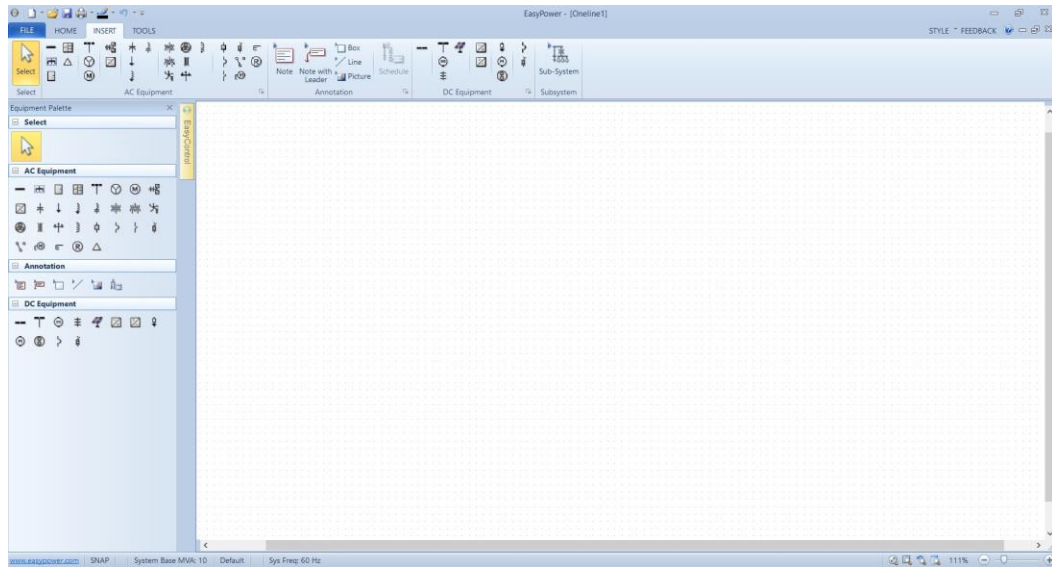 EasyPower - [Oneline1]
FILE HOME INSERT TOOLS STYLE FEEDBACK
Select
Note
Note with Leader
Box
Line
Picture
Schedule
Sub-System
Select AC Equipment Annotation DC Equipment Subsystem
Equipment Palette
EasyControl
Select
AC Equipment
Annotation
DC Equipment
www.easypower.com SNAP System Base MVA: 10 Default Sys Freq: 60 Hz 111%